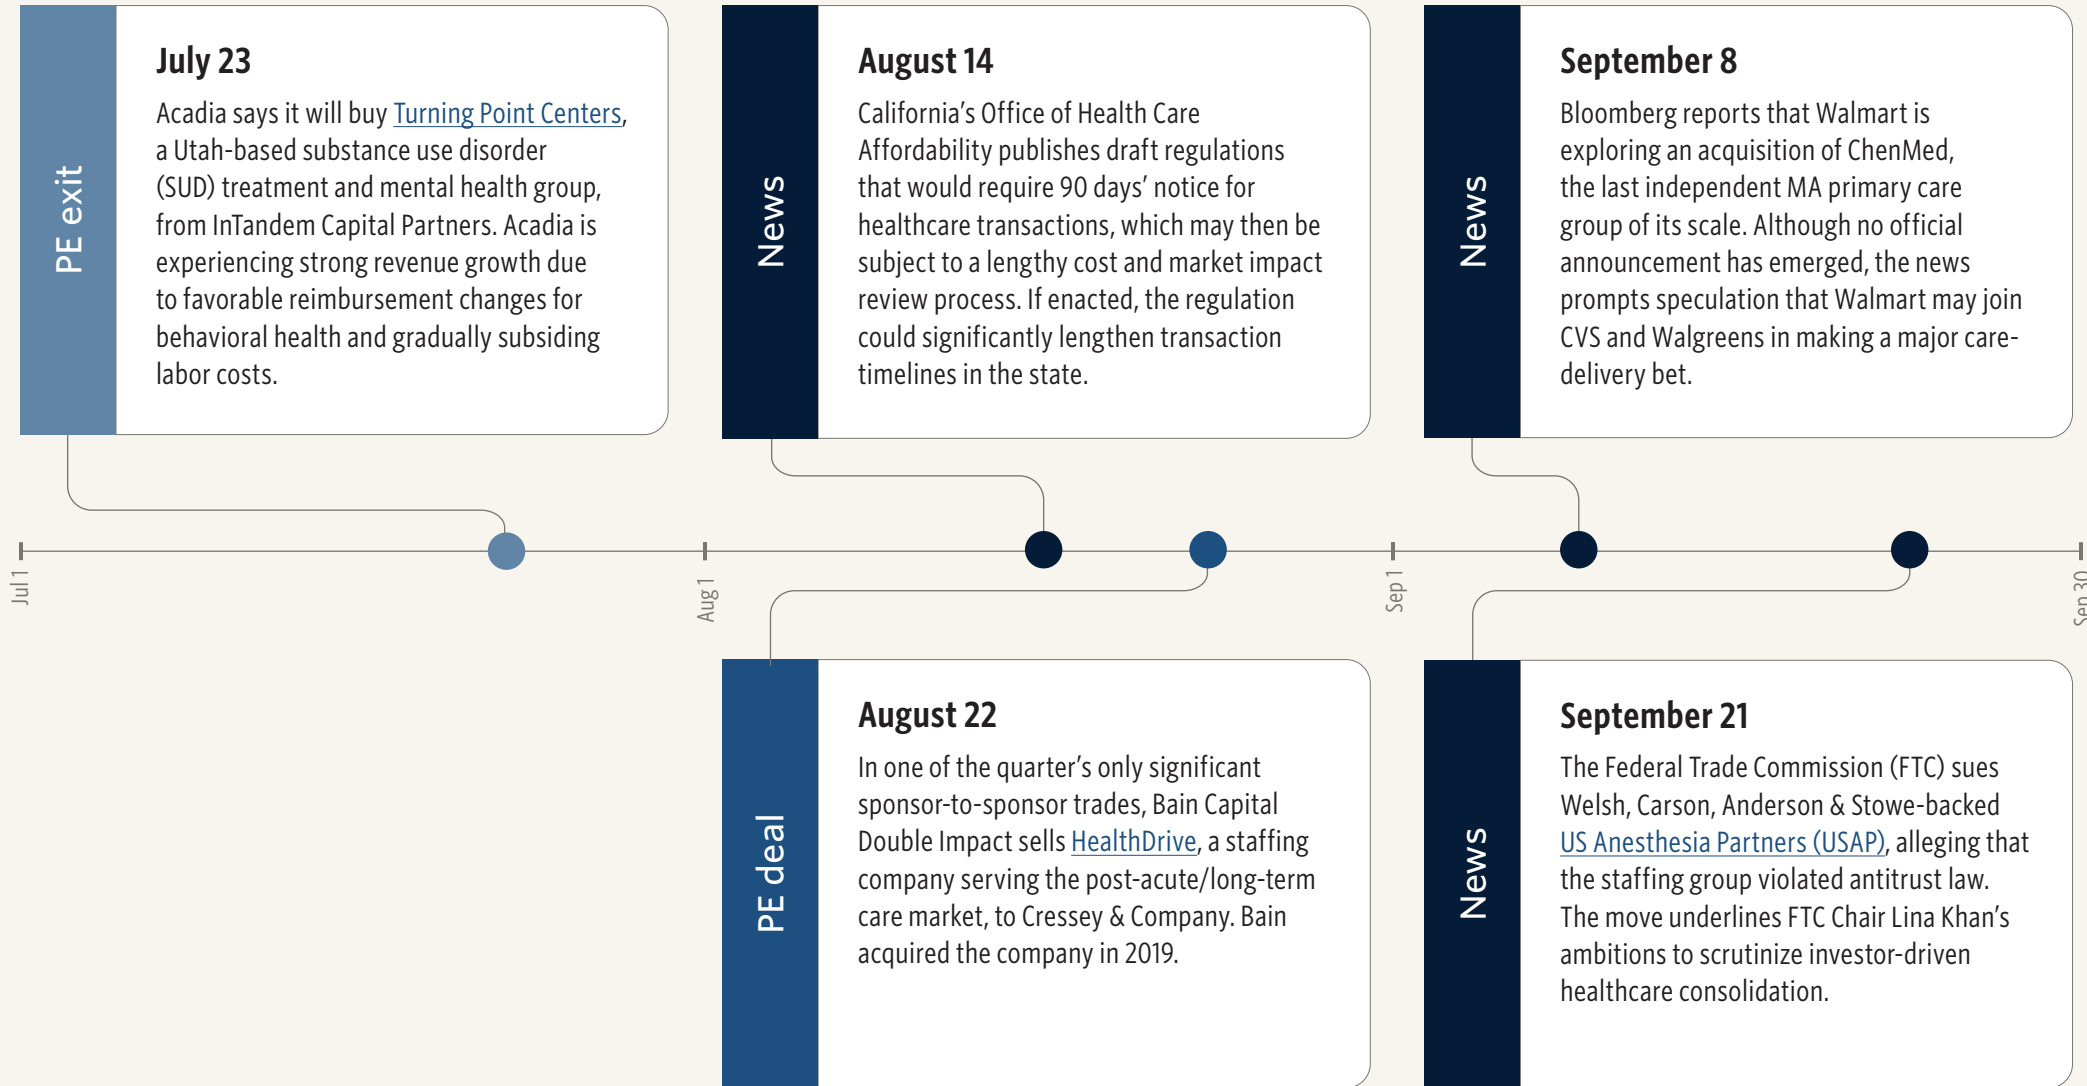 PE exit
July 23
Acadia says it will buy Turning Point Centers,
a Utah-based substance use disorder
(SUD) treatment and mental health group,
from InTandem Capital Partners. Acadia is
experiencing strong revenue growth due
to favorable reimbursement changes for
behavioral health and gradually subsiding
labor costs.
News
August 14
California’s Office of Health Care
Affordability publishes draft regulations
that would require 90 days’ notice for
healthcare transactions, which may then be
subject to a lengthy cost and market impact
review process. If enacted, the regulation
could significantly lengthen transaction
timelines in the state.
News
September 8
Bloomberg reports that Walmart is
exploring an acquisition of ChenMed,
the last independent MA primary care
group of its scale. Although no official
announcement has emerged, the news
prompts speculation that Walmart may join
CVS and Walgreens in making a major care-
delivery bet.
Jul 1
Aug 1
Sep 1
Sep 30
PE deal
August 22
In one of the quarter’s only significant
sponsor-to-sponsor trades, Bain Capital
Double Impact sells HealthDrive, a staffing
company serving the post-acute/long-term
care market, to Cressey & Company. Bain
acquired the company in 2019.
News
September 21
The Federal Trade Commission (FTC) sues
Welsh, Carson, Anderson & Stowe-backed
US Anesthesia Partners (USAP), alleging that
the staffing group violated antitrust law.
The move underlines FTC Chair Lina Khan’s
ambitions to scrutinize investor-driven
healthcare consolidation.